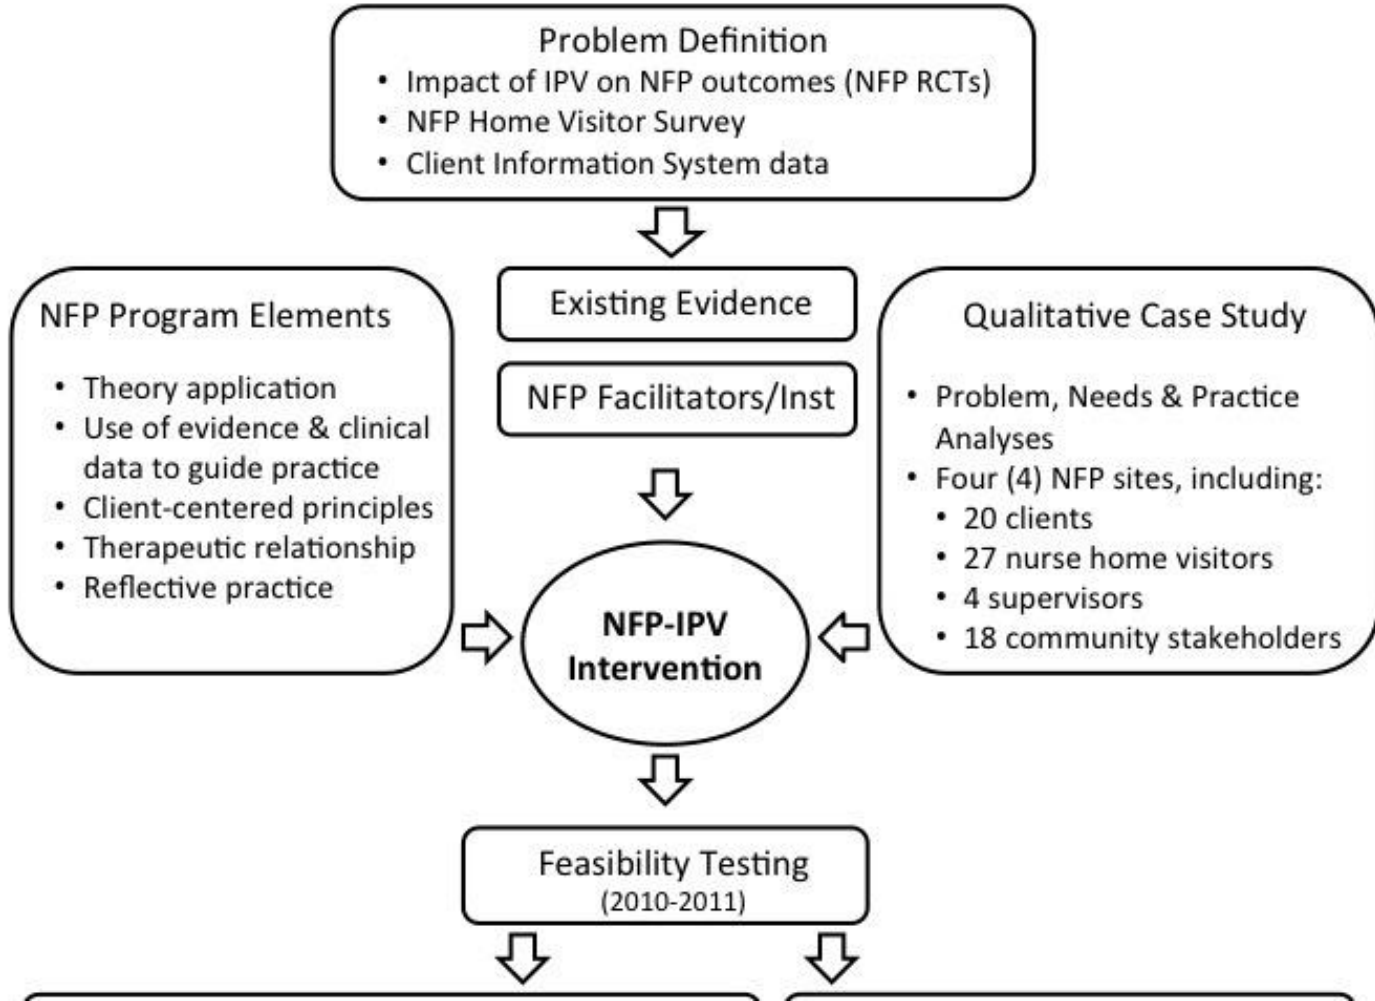 Problem Definition
• Impact of IPV on NFP outcomes (NFP RCTs)
• NFP Home Visitor Survey
• Client Information System data
NFP Program Elements
• Theory application
• Use of evidence & clinical
data to guide practice
• Client-centered principles
• Therapeutic relationship
• Reflective practice
Existing Evidence
NFP Facilitators/Inst
Qualitative Case Study
• Problem, Needs & Practice
Analyses
• Four (4) NFP sites, including:
• 20 clients
• 27 nurse home visitors
• 4 supervisors
• 18 community stakeholders
NFP-IPV
Intervention
Feasibility Testing
(2010-2011)